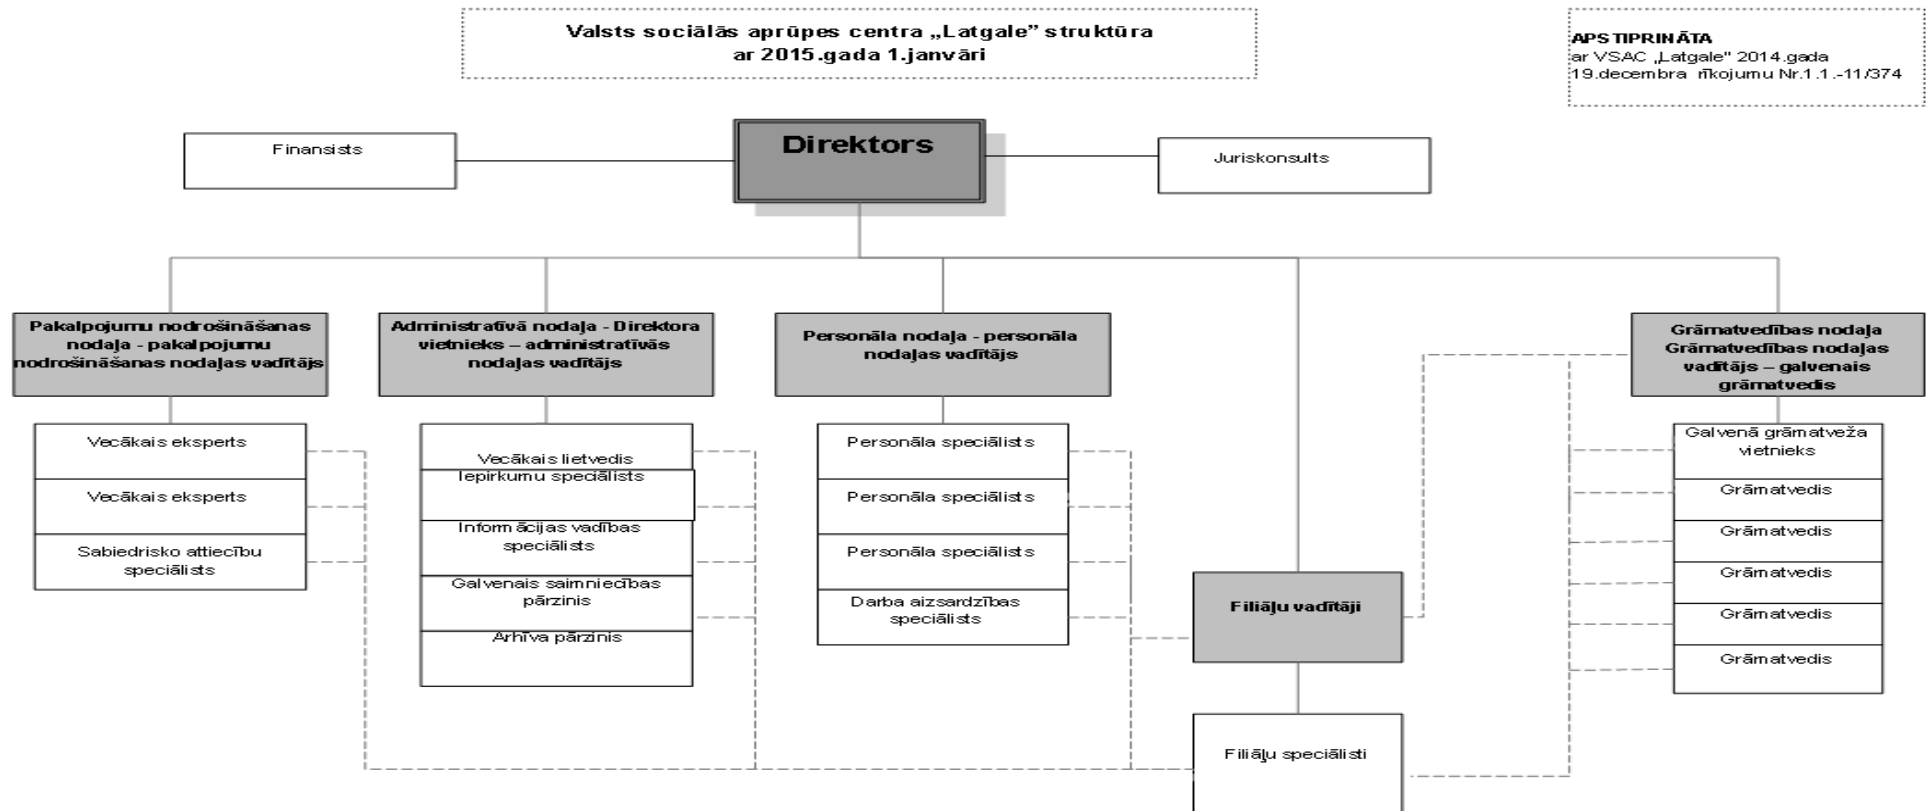 Valsts sociālās aprūpes centra „Latgale” struktūra
ar 2015.gada 1.janvāri
APSTIPRINĀTA
ar VSAC „Latgale” 2014.gada
19.decembra rīkojumu Nr.1.1.-11/374
Finansists
Direktors
Juriskonsults
Pakalpojumu nodrošināšanas
nodaļa - pakalpojumu
nodrošināšanas nodaļas vadītājs
Administratīvā nodaļa - Direktora
vietnieks – administratīvās
nodaļas vadītājs
Personāla nodaļa - personāla
nodaļas vadītājs
Grāmatvedības nodaļa
Grāmatvedības nodaļas
vadītājs – galvenais
grāmatvedis
Vecākais eksperts
Vecākais eksperts
Sabiedrisko attiecību
speciālists
Vecākais lietvedis
Iepirkumu speciālists
Informācijas vadības
speciālists
Galvenais saimniecības
pārzinis
Arhīva pārzinis
Personāla speciālists
Personāla speciālists
Personāla speciālists
Darba aizsardzības
speciālists
Filiāļu vadītāji
Filiāļu speciālisti
Galvenā grāmatveža
vietnieks
Grāmatvedis
Grāmatvedis
Grāmatvedis
Grāmatvedis
Grāmatvedis